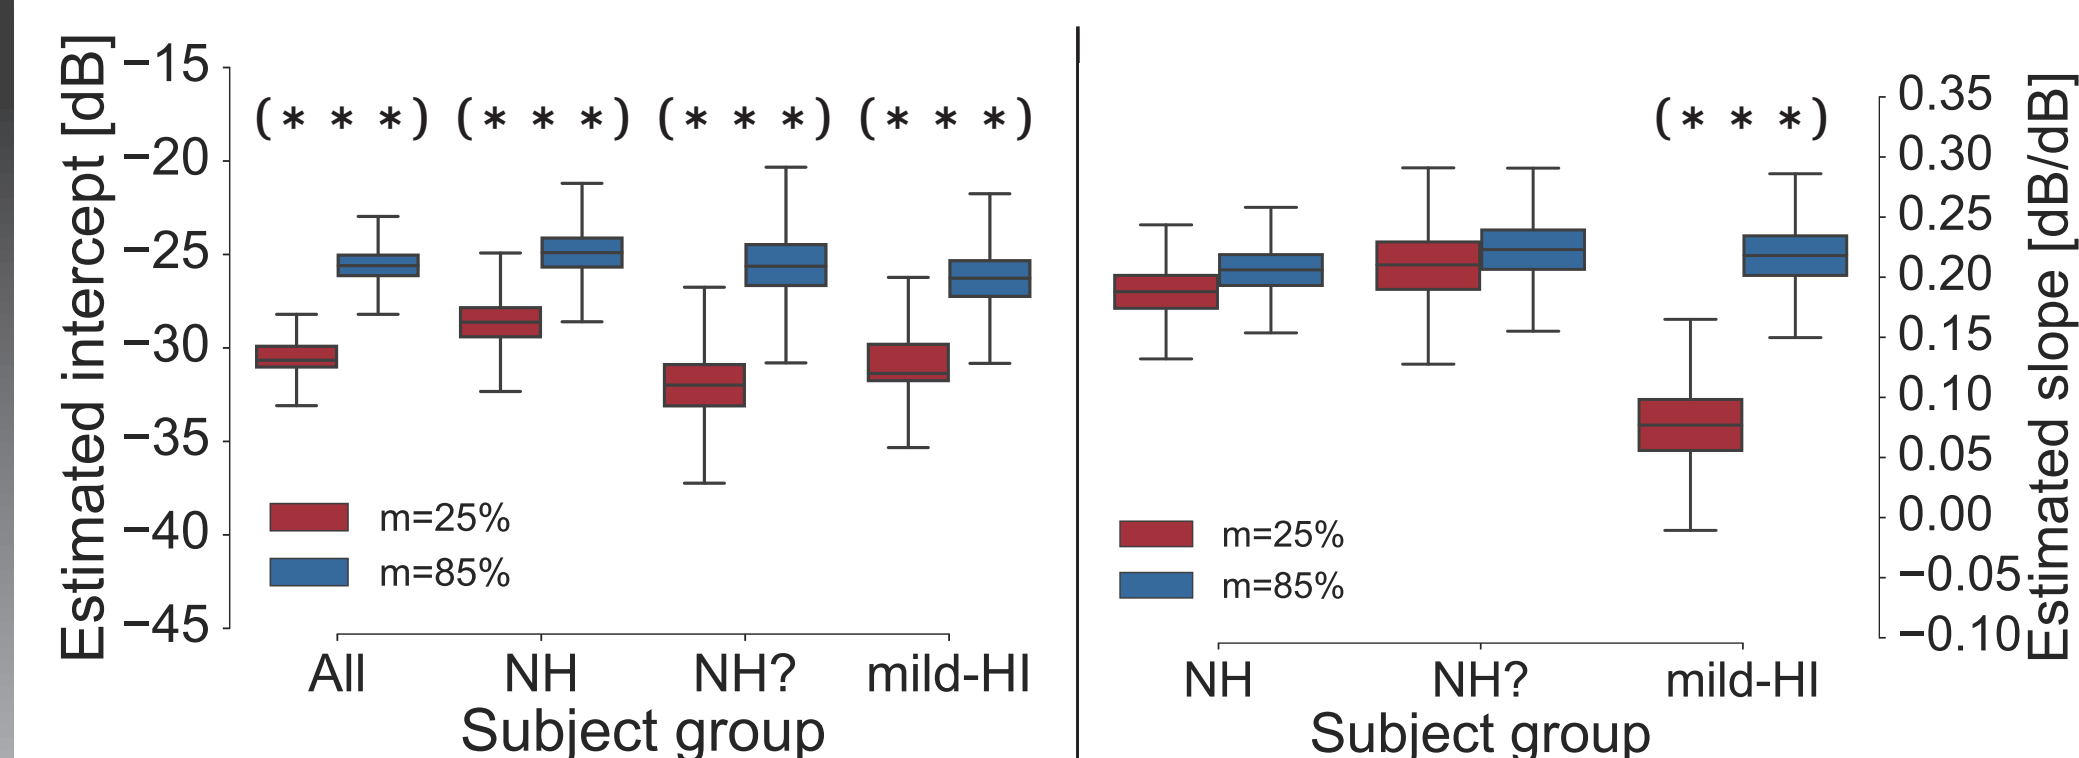 Estimated intercept [dB]
−15
−20
−25
−30
−35
−40
−45
(* * *) (* * *) (* * *) (* * *)
m=25%
m=85%
All NH NH? mild-HI
Subject group
(* * *)
m=25%
m=85%
NH NH? mild-HI
Subject group
0.35
0.30
0.25
0.20
0.15
0.10
0.05
0.00
−0.05
−0.10
Estimated slope [dB/dB]